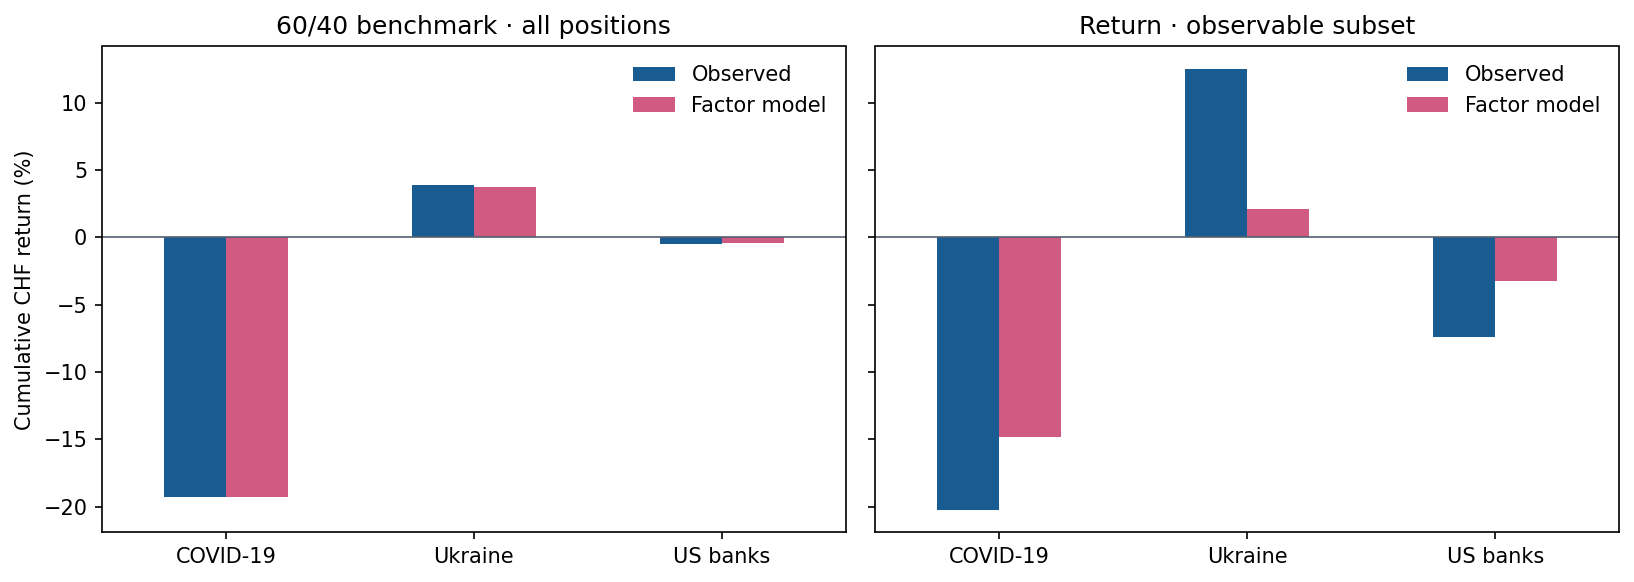 60/40 benchmark · all positions
Return · observable subset
Observed
Factor model
Observed
Factor model
Cumulative CHF return (%)
10
5
0
−5
−10
−15
−20
COVID-19
Ukraine
US banks
COVID-19
Ukraine
US banks